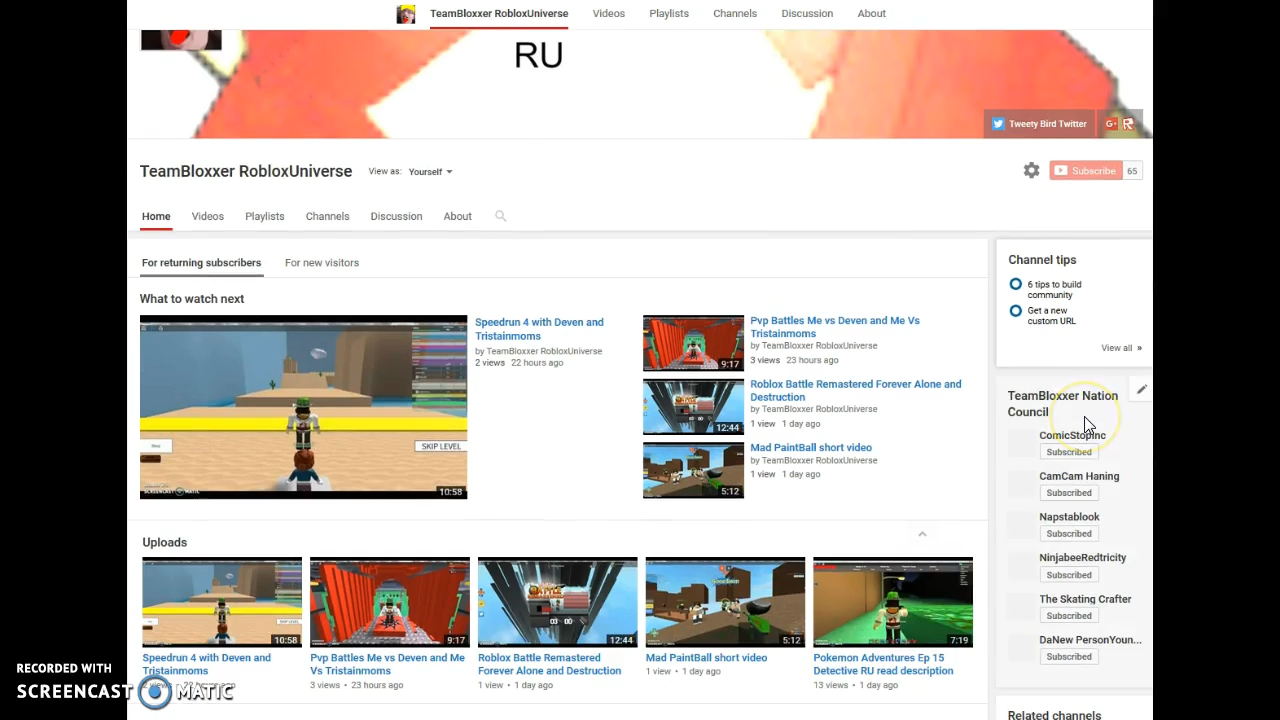 TeamBloxxer RobloxUniverse Videos Playlists Channels Discussion About
RU
Tweety Bird Twitter
TeamBloxxer RobloxUniverse View as: Yourself
Subscribe 65
Home Videos Playlists Channels Discussion About
For returning subscribers For new visitors
What to watch next
SKIP LEVEL
10:58
Speedrun 4 with Deven and
Tristainmoms
by TeamBloxxer RobloxUniverse
2 views 22 hours ago
9:17
Pvp Battles Me vs Deven and Me Vs
Tristainmoms
by TeamBloxxer RobloxUniverse
3 views 23 hours ago
12:44
Roblox Battle Remastered Forever Alone and
Destruction
by TeamBloxxer RobloxUniverse
1 view 1 day ago
5:12
Mad PaintBall short video
by TeamBloxxer RobloxUniverse
1 view 1 day ago
Uploads
10:58
Speedrun 4 with Deven and
Tristainmoms
22 hours ago
9:17
Pvp Battles Me vs Deven and Me
Vs Tristainmoms
3 views • 23 hours ago
12:44
Roblox Battle Remastered
Forever Alone and Destruction
1 view • 1 day ago
5:12
Mad PaintBall short video
1 view • 1 day ago
7:19
Pokemon Adventures Ep 15
Detective RU read description
13 views • 1 day ago
Channel tips
6 tips to build
community
Get a new
custom URL
View all »
TeamBloxxer Nation
Council
ComicStopInc
Subscribed
CamCam Haning
Subscribed
Napstablook
Subscribed
NinjabeeRedtricity
Subscribed
The Skating Crafter
Subscribed
DaNew PersonYoun...
Subscribed
Related channels
RECORDED WITH
SCREENCAST MATIC